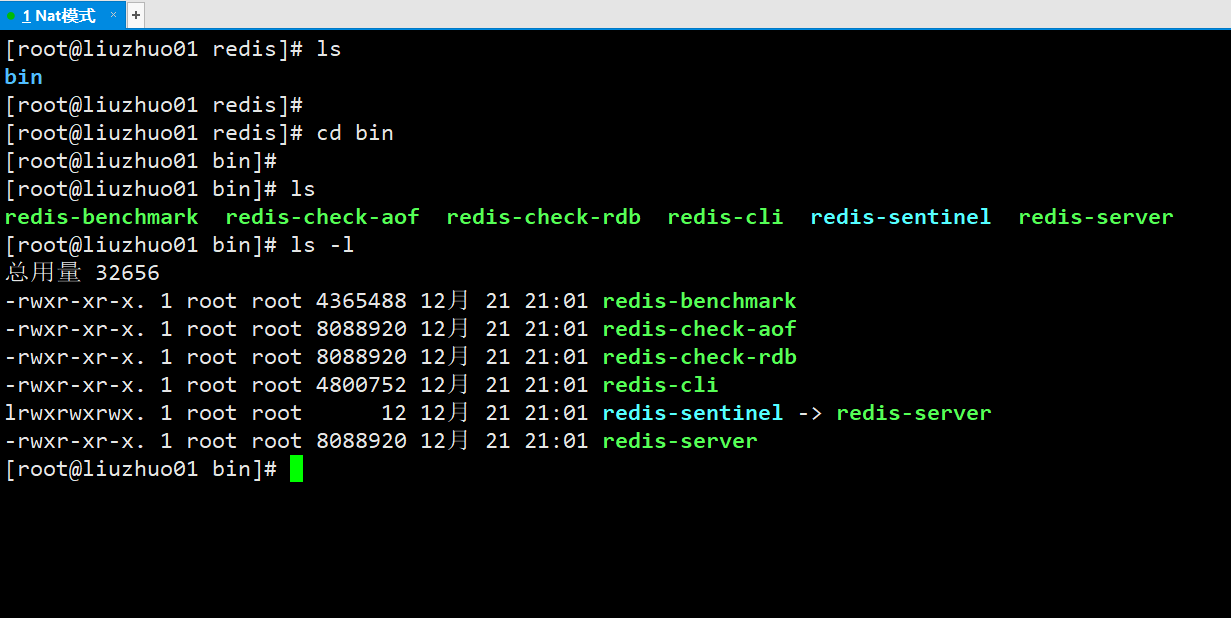 1 Nat模式 × +
[root@liuzhuo01 redis]# ls
bin
[root@liuzhuo01 redis]#
[root@liuzhuo01 redis]# cd bin
[root@liuzhuo01 bin]#
[root@liuzhuo01 bin]# ls
redis-benchmark  redis-check-aof  redis-check-rdb  redis-cli  redis-sentinel  redis-server
[root@liuzhuo01 bin]# ls -l
总用量 32656
-rwxr-xr-x. 1 root root 4365488 12月  21 21:01 redis-benchmark
-rwxr-xr-x. 1 root root 8088920 12月  21 21:01 redis-check-aof
-rwxr-xr-x. 1 root root 8088920 12月  21 21:01 redis-check-rdb
-rwxr-xr-x. 1 root root 4800752 12月  21 21:01 redis-cli
lrwxrwxrwx. 1 root root      12 12月  21 21:01 redis-sentinel -> redis-server
-rwxr-xr-x. 1 root root 8088920 12月  21 21:01 redis-server
[root@liuzhuo01 bin]#